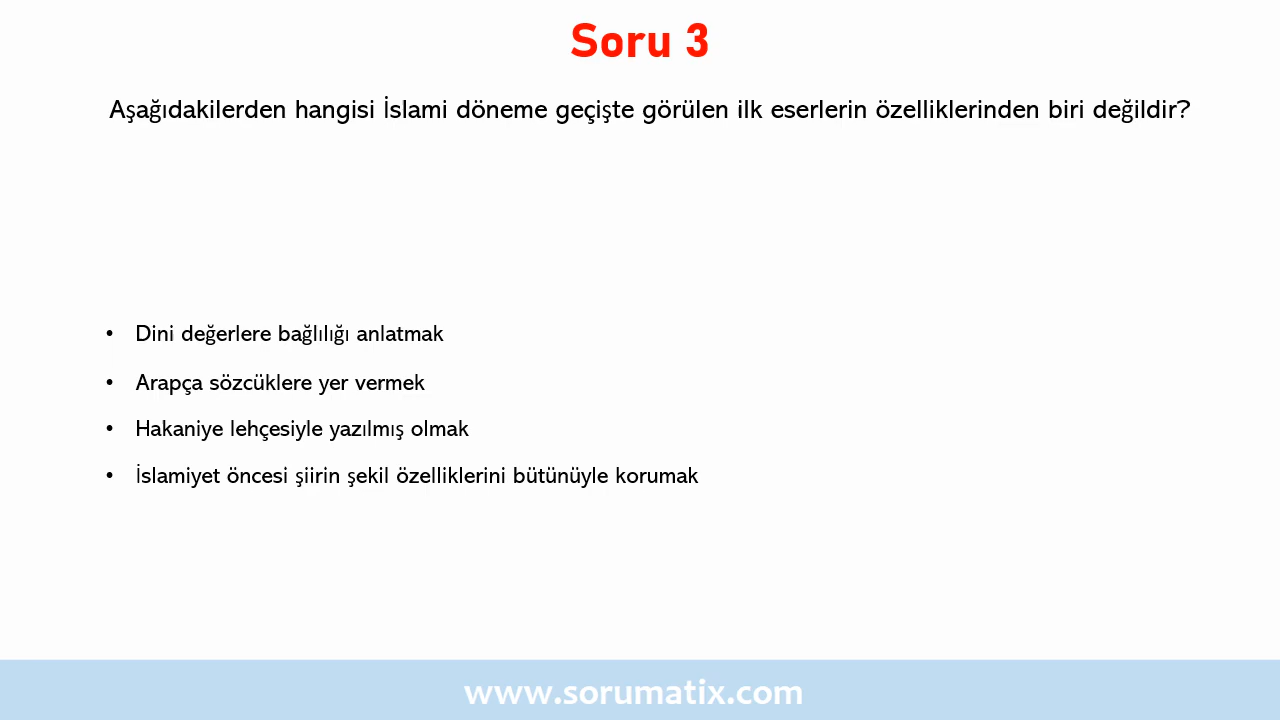 Soru 3
Aşağıdakilerden hangisi İslami döneme geçişte görülen ilk eserlerin özelliklerinden biri değildir?
• Dini değerlere bağlılığı anlatmak
• Arapça sözcüklere yer vermek
• Hakaniye lehçesiyle yazılmış olmak
• İslamiyet öncesi şiirin şekil özelliklerini bütünüyle korumak
www.sorumatix.com